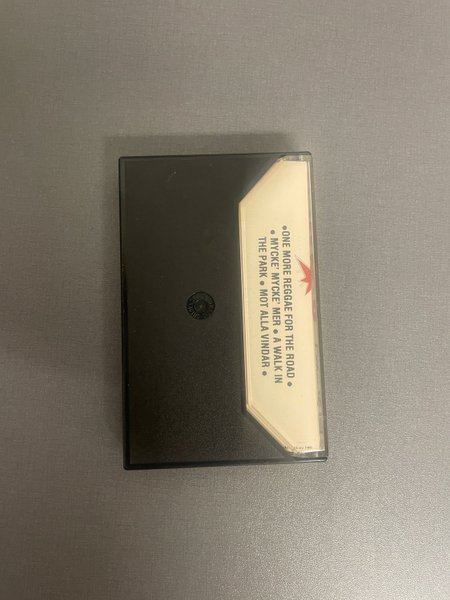 ●ONE MORE REGGAE FOR THE ROAD ●
● MYCKE' MYCKE' MER ● A WALK IN
THE PARK ● MOT ALLA VINDAR ●